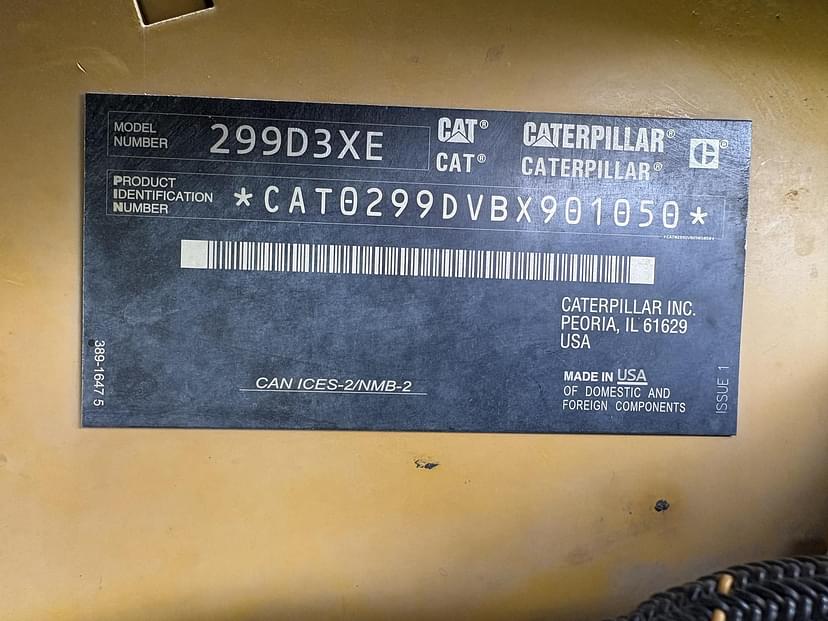 MODEL NUMBER 299D3XE
CAT® CATERPILLAR®
CAT® CATERPILLAR®
PRODUCT
IDENTIFICATION
NUMBER
*CAT0299DVBX901050*
CATERPILLAR INC.
PEORIA, IL 61629
USA
CAN ICES-2/NMB-2
MADE IN USA
OF DOMESTIC AND
FOREIGN COMPONENTS
389-1647 5
ISSUE 1